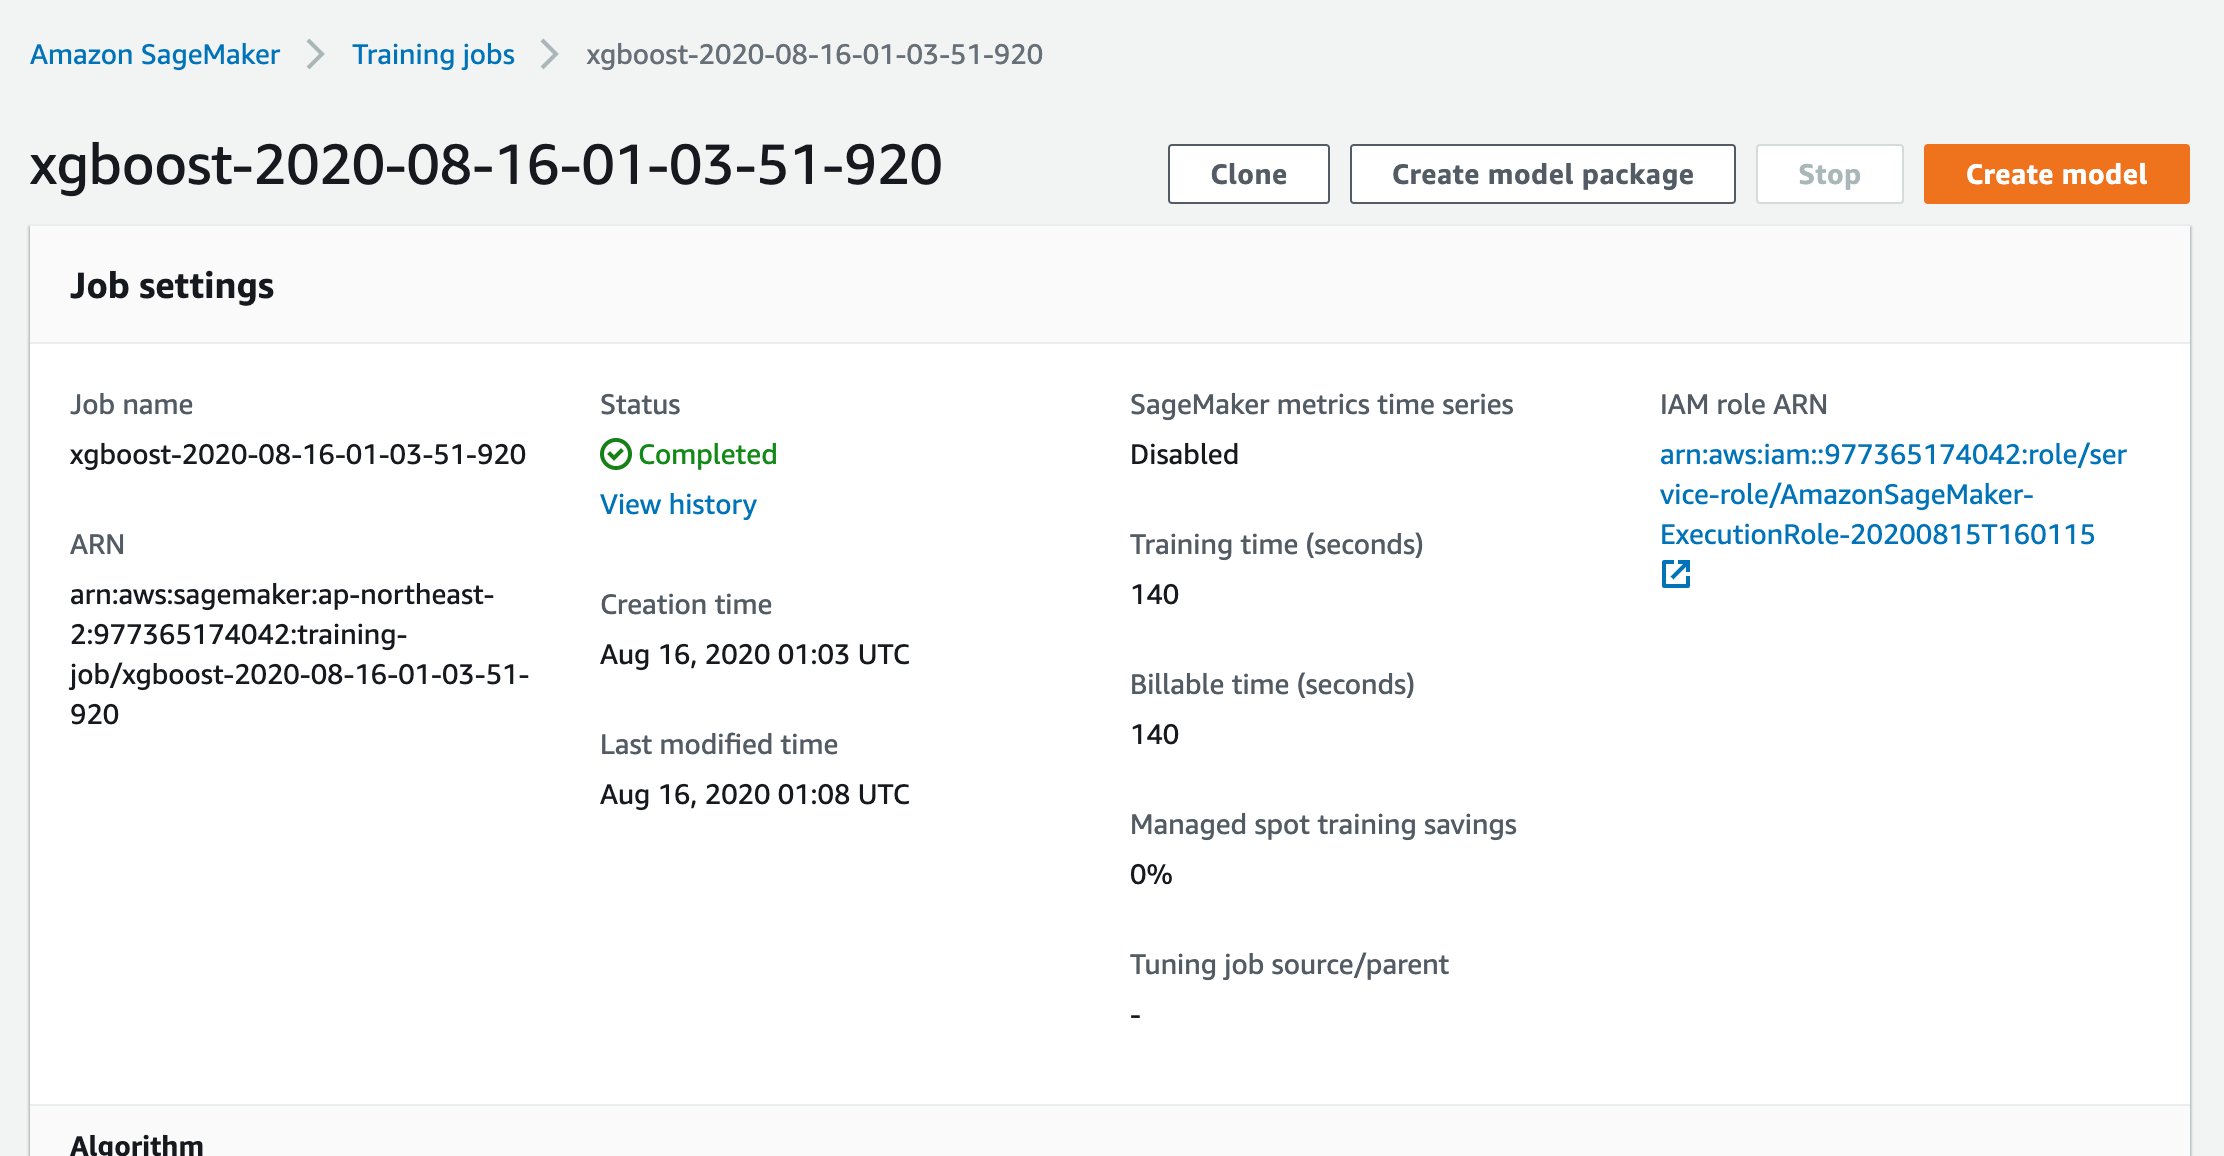 Amazon SageMaker > Training jobs > xgboost-2020-08-16-01-03-51-920
xgboost-2020-08-16-01-03-51-920
Clone
Create model package
Stop
Create model
Job settings
Job name
xgboost-2020-08-16-01-03-51-920
ARN
arn:aws:sagemaker:ap-northeast-
2:977365174042:training-
job/xgboost-2020-08-16-01-03-51-
920
Status
Completed
View history
Creation time
Aug 16, 2020 01:03 UTC
Last modified time
Aug 16, 2020 01:08 UTC
SageMaker metrics time series
Disabled
Training time (seconds)
140
Billable time (seconds)
140
Managed spot training savings
0%
Tuning job source/parent
-
IAM role ARN
arn:aws:iam::977365174042:role/ser
vice-role/AmazonSageMaker-
ExecutionRole-20200815T160115
Algorithm